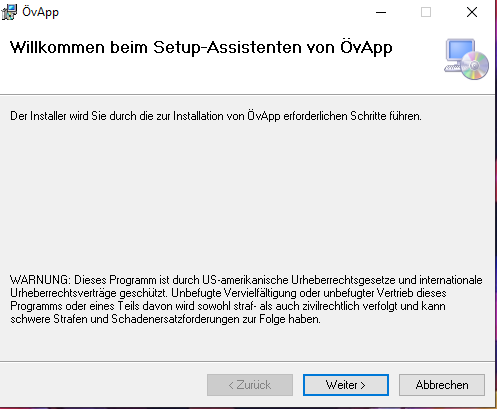 ÖvApp
Willkommen beim Setup-Assistenten von ÖvApp
Der Installer wird Sie durch die zur Installation von ÖvApp erforderlichen Schritte führen.
WARNUNG: Dieses Programm ist durch US-amerikanische Urheberrechtsgesetze und internationale
Urheberrechtsverträge geschützt. Unbefugte Vervielfältigung oder unbefugter Vertrieb dieses
Programms oder eines Teils davon wird sowohl straf- als auch zivilrechtlich verfolgt und kann
schwere Strafen und Schadenersatzforderungen zur Folge haben.
< Zurück
Weiter >
Abbrechen